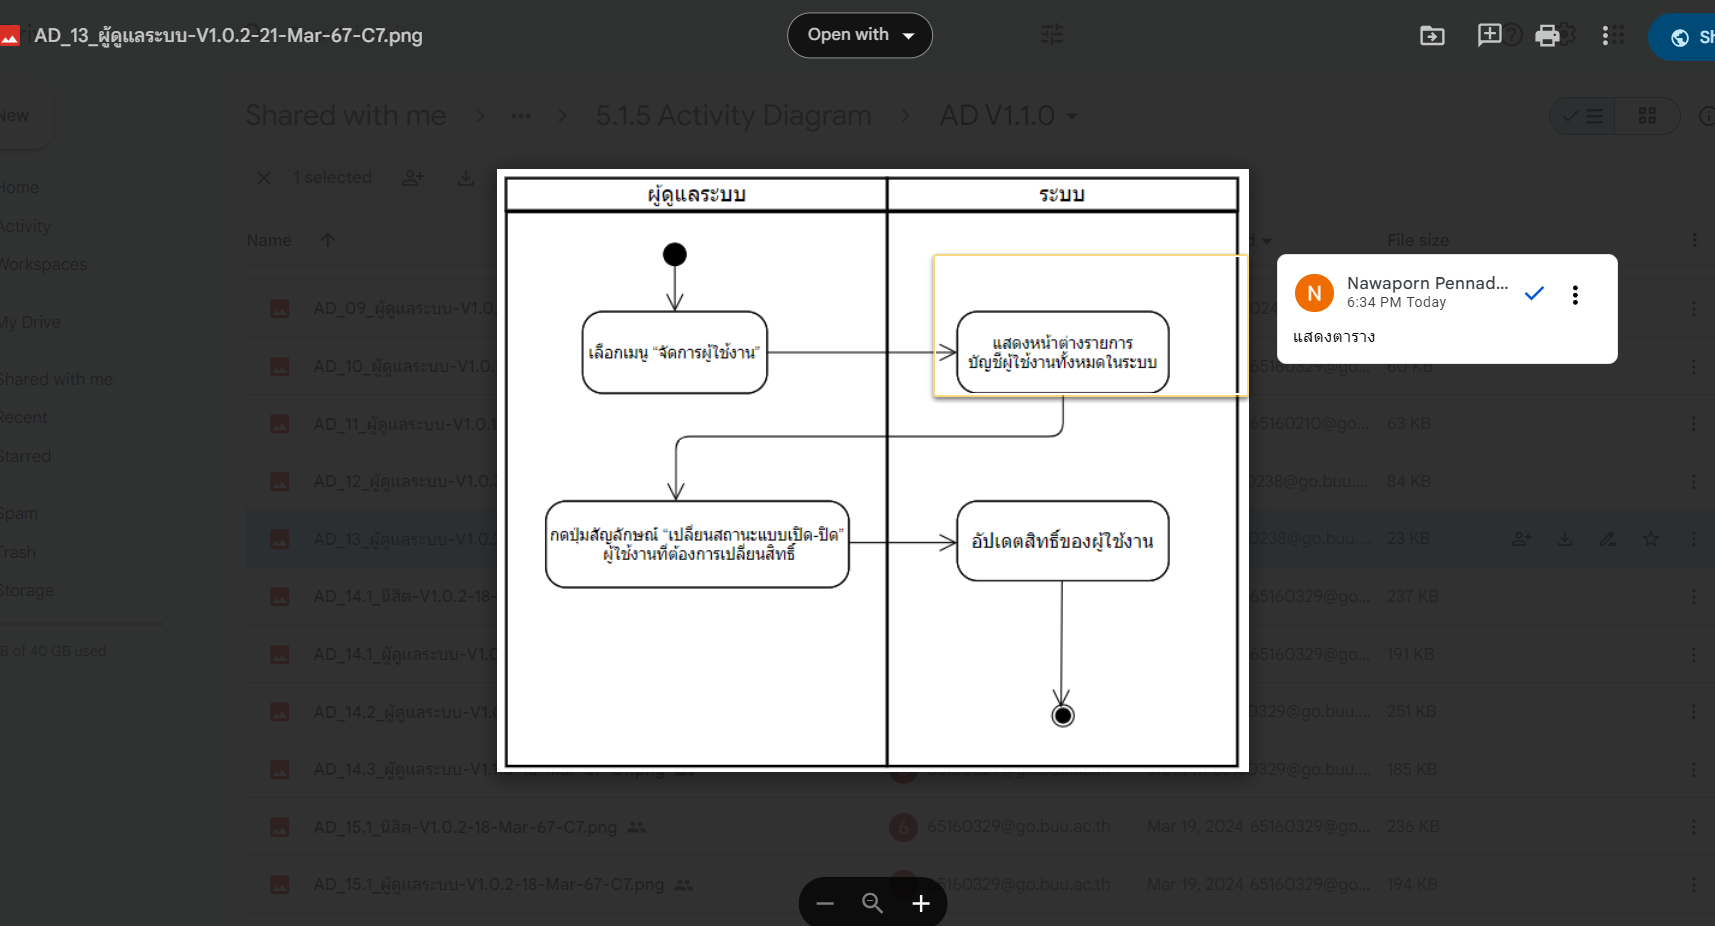 AD_13_ผู้ดูแลระบบ-V1.0.2-21-Mar-67-C7.png
Open with
New
Shared with me
5.1.5 Activity Diagram
AD V1.1.0
1 selected
Home
Activity
Workspaces
My Drive
Shared with me
Recent
Starred
Spam
Trash
Storage
of 40 GB used
Name
File size
ผู้ดูแลระบบ
ระบบ
เลือกเมนู “จัดการผู้ใช้งาน”
แสดงหน้าต่างรายการ
บัญชีผู้ใช้งานทั้งหมดในระบบ
กดปุ่มสัญลักษณ์ “เปลี่ยนสถานะแบบเปิด-ปิด”
ผู้ใช้งานที่ต้องการเปลี่ยนสิทธิ์
อัปเดตสิทธิ์ของผู้ใช้งาน
N
Nawaporn Pennad...
6:34 PM Today
แสดงตาราง
AD_09_ผู้ดูแลระบบ-V1.0.
AD_10_ผู้ดูแลระบบ-V1.0. 80 KB
AD_11_ผู้ดูแลระบบ-V1.0. 65160210@go... 63 KB
AD_12_ผู้ดูแลระบบ-V1.0. 0238@go.buu.... 84 KB
AD_13_ผู้ดูแลระบบ-V1.0. 0238@go.buu.... 23 KB
AD_14.1_นิสิต-V1.0.2-18- 65160329@go... 237 KB
AD_14.1_ผู้ดูแลระบบ-V1.0 65160329@go... 191 KB
AD_14.2_ผู้ดูแลระบบ-V1.0 0329@go.buu.... 251 KB
AD_14.3_ผู้ดูแลระบบ-V1.0.2-18-Mar-67-C7.png 185 KB
AD_15.1_นิสิต-V1.0.2-18-Mar-67-C7.png 6 65160329@go.buu.ac.th Mar 19, 2024 65160329@go... 236 KB
AD_15.1_ผู้ดูแลระบบ-V1.0.2-18-Mar-67-C7.png 65160329@go.buu.ac.th Mar 19, 2024 65160329@go... 194 KB